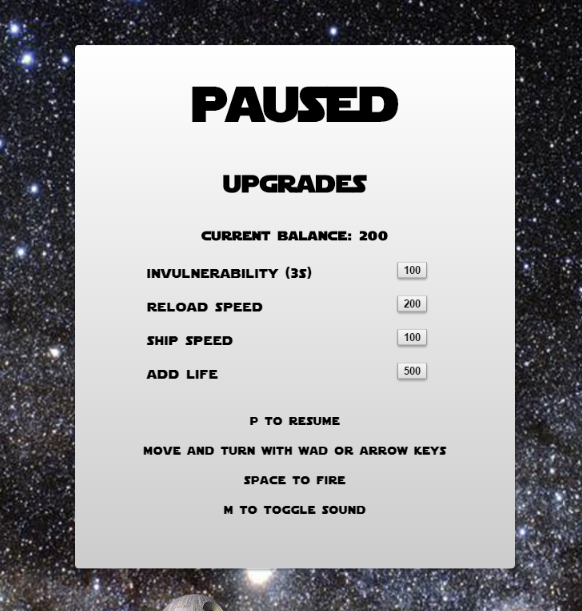 PAUSED
UPGRADES
CURRENT BALANCE: 200
INVULNERABILITY (3S) 100
RELOAD SPEED 200
SHIP SPEED 100
ADD LIFE 500
P TO RESUME
MOVE AND TURN WITH WAD OR ARROW KEYS
SPACE TO FIRE
M TO TOGGLE SOUND